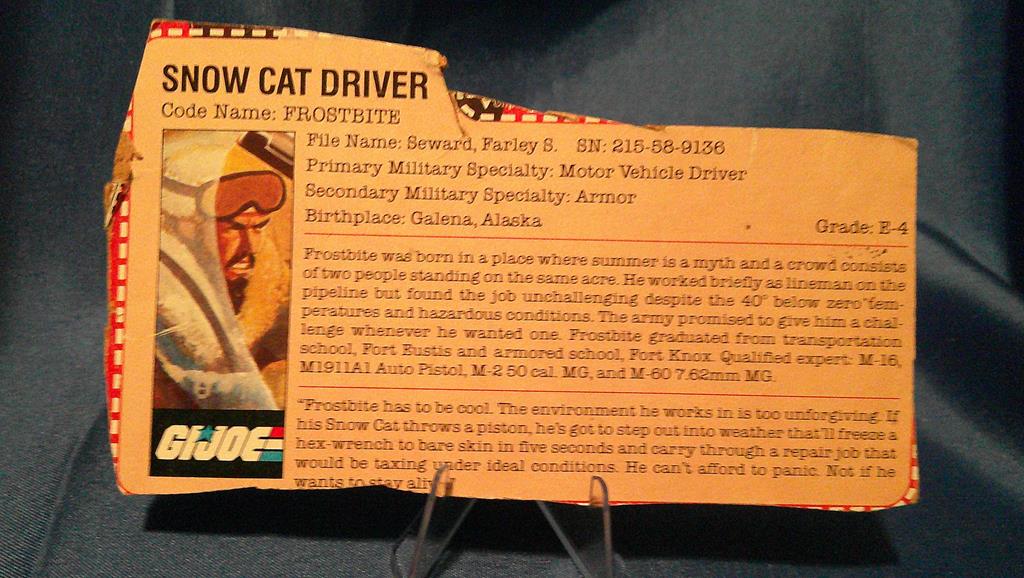 SNOW CAT DRIVER
Code Name: FROSTBITE
File Name: Seward, Farley S. SN: 215-58-9136
Primary Military Specialty: Motor Vehicle Driver
Secondary Military Specialty: Armor
Birthplace: Galena, Alaska Grade: E-4
Frostbite was born in a place where summer is a myth and a crowd consists
of two people standing on the same acre. He worked briefly as lineman on the
pipeline but found the job unchallenging despite the 40° below zero tem-
peratures and hazardous conditions. The army promised to give him a chal-
lenge whenever he wanted one. Frostbite graduated from transportation
school, Fort Eustis and armored school, Fort Knox. Qualified expert: M-16,
M1911A1 Auto Pistol, M-2 50 cal. MG, and M-60 7.62mm MG.
"Frostbite has to be cool. The environment he works in is too unforgiving. If
his Snow Cat throws a piston, he's got to step out into weather that'll freeze a
hex-wrench to bare skin in five seconds and carry through a repair job that
would be taxing under ideal conditions. He can't afford to panic. Not if he
wants to stay alive
GI JOE